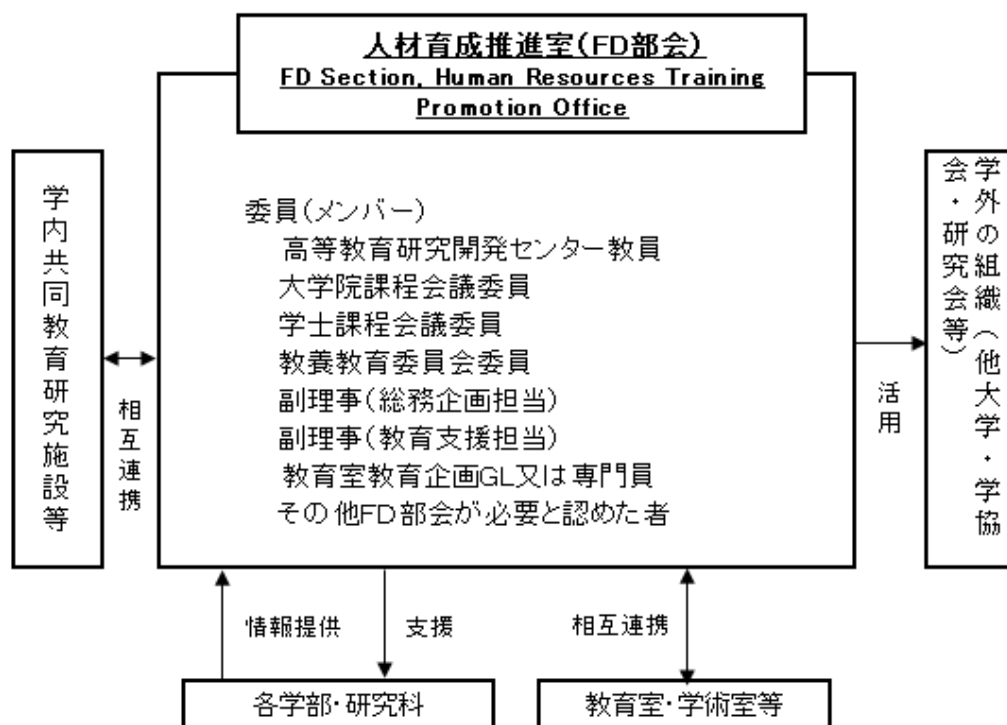 人材育成推進室(FD部会)
FD Section, Human Resources Training
Promotion Office
学内共同教育研究施設等
相互連携
委員(メンバー)
高等教育研究開発センター教員
大学院課程会議委員
学士課程会議委員
教養教育委員会委員
副理事(総務企画担当)
副理事(教育支援担当)
教育室教育企画GL又は専門員
その他FD部会が必要と認めた者
活用
学外の組織(他大学・学協
会・研究会等)
情報提供
支援
相互連携
各学部・研究科
教育室・学術室等